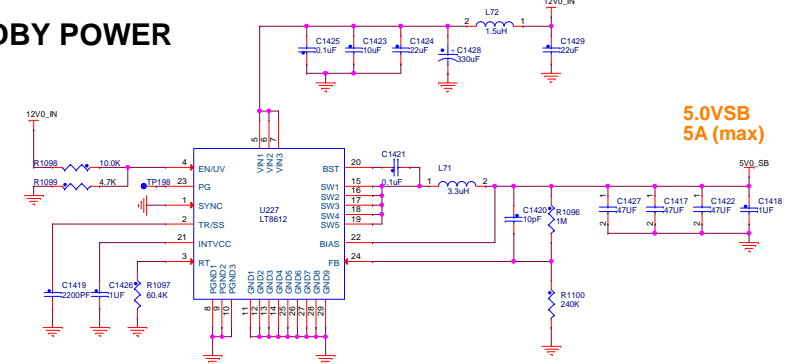 DBY POWER
12V0_IN
L72
2
1
1.5uH
C1425
0.1uF
C1423
10uF
C1424
22uF
+
C1428
330uF
C1429
22uF
5.0VSB
5A (max)
12V0_IN
5
6
7
VIN1
VIN2
VIN3
C1421
0.1uF
L71
1
2
3.3uH
5V0_SB
R1098
10.0K
R1099
4.7K
TP198
4
EN/UV
23
PG
1
SYNC
2
TR/SS
21
INTVCC
3
RT
U227
LT8612
BST
20
SW1
15
SW2
16
SW3
17
SW4
18
SW5
19
BIAS
22
FB
24
C1420
10pF
R1096
1M
C1427
47UF
1
2
C1417
47UF
1
2
C1422
47UF
1
2
C1418
1UF
C1419
2200PF
C1426
1UF
R1097
60.4K
PGND1
PGND2
PGND3
GND1
GND2
GND3
GND4
GND5
GND6
GND7
GND8
GND9
8
9
10
11
12
13
14
25
26
27
28
29
R1100
240K